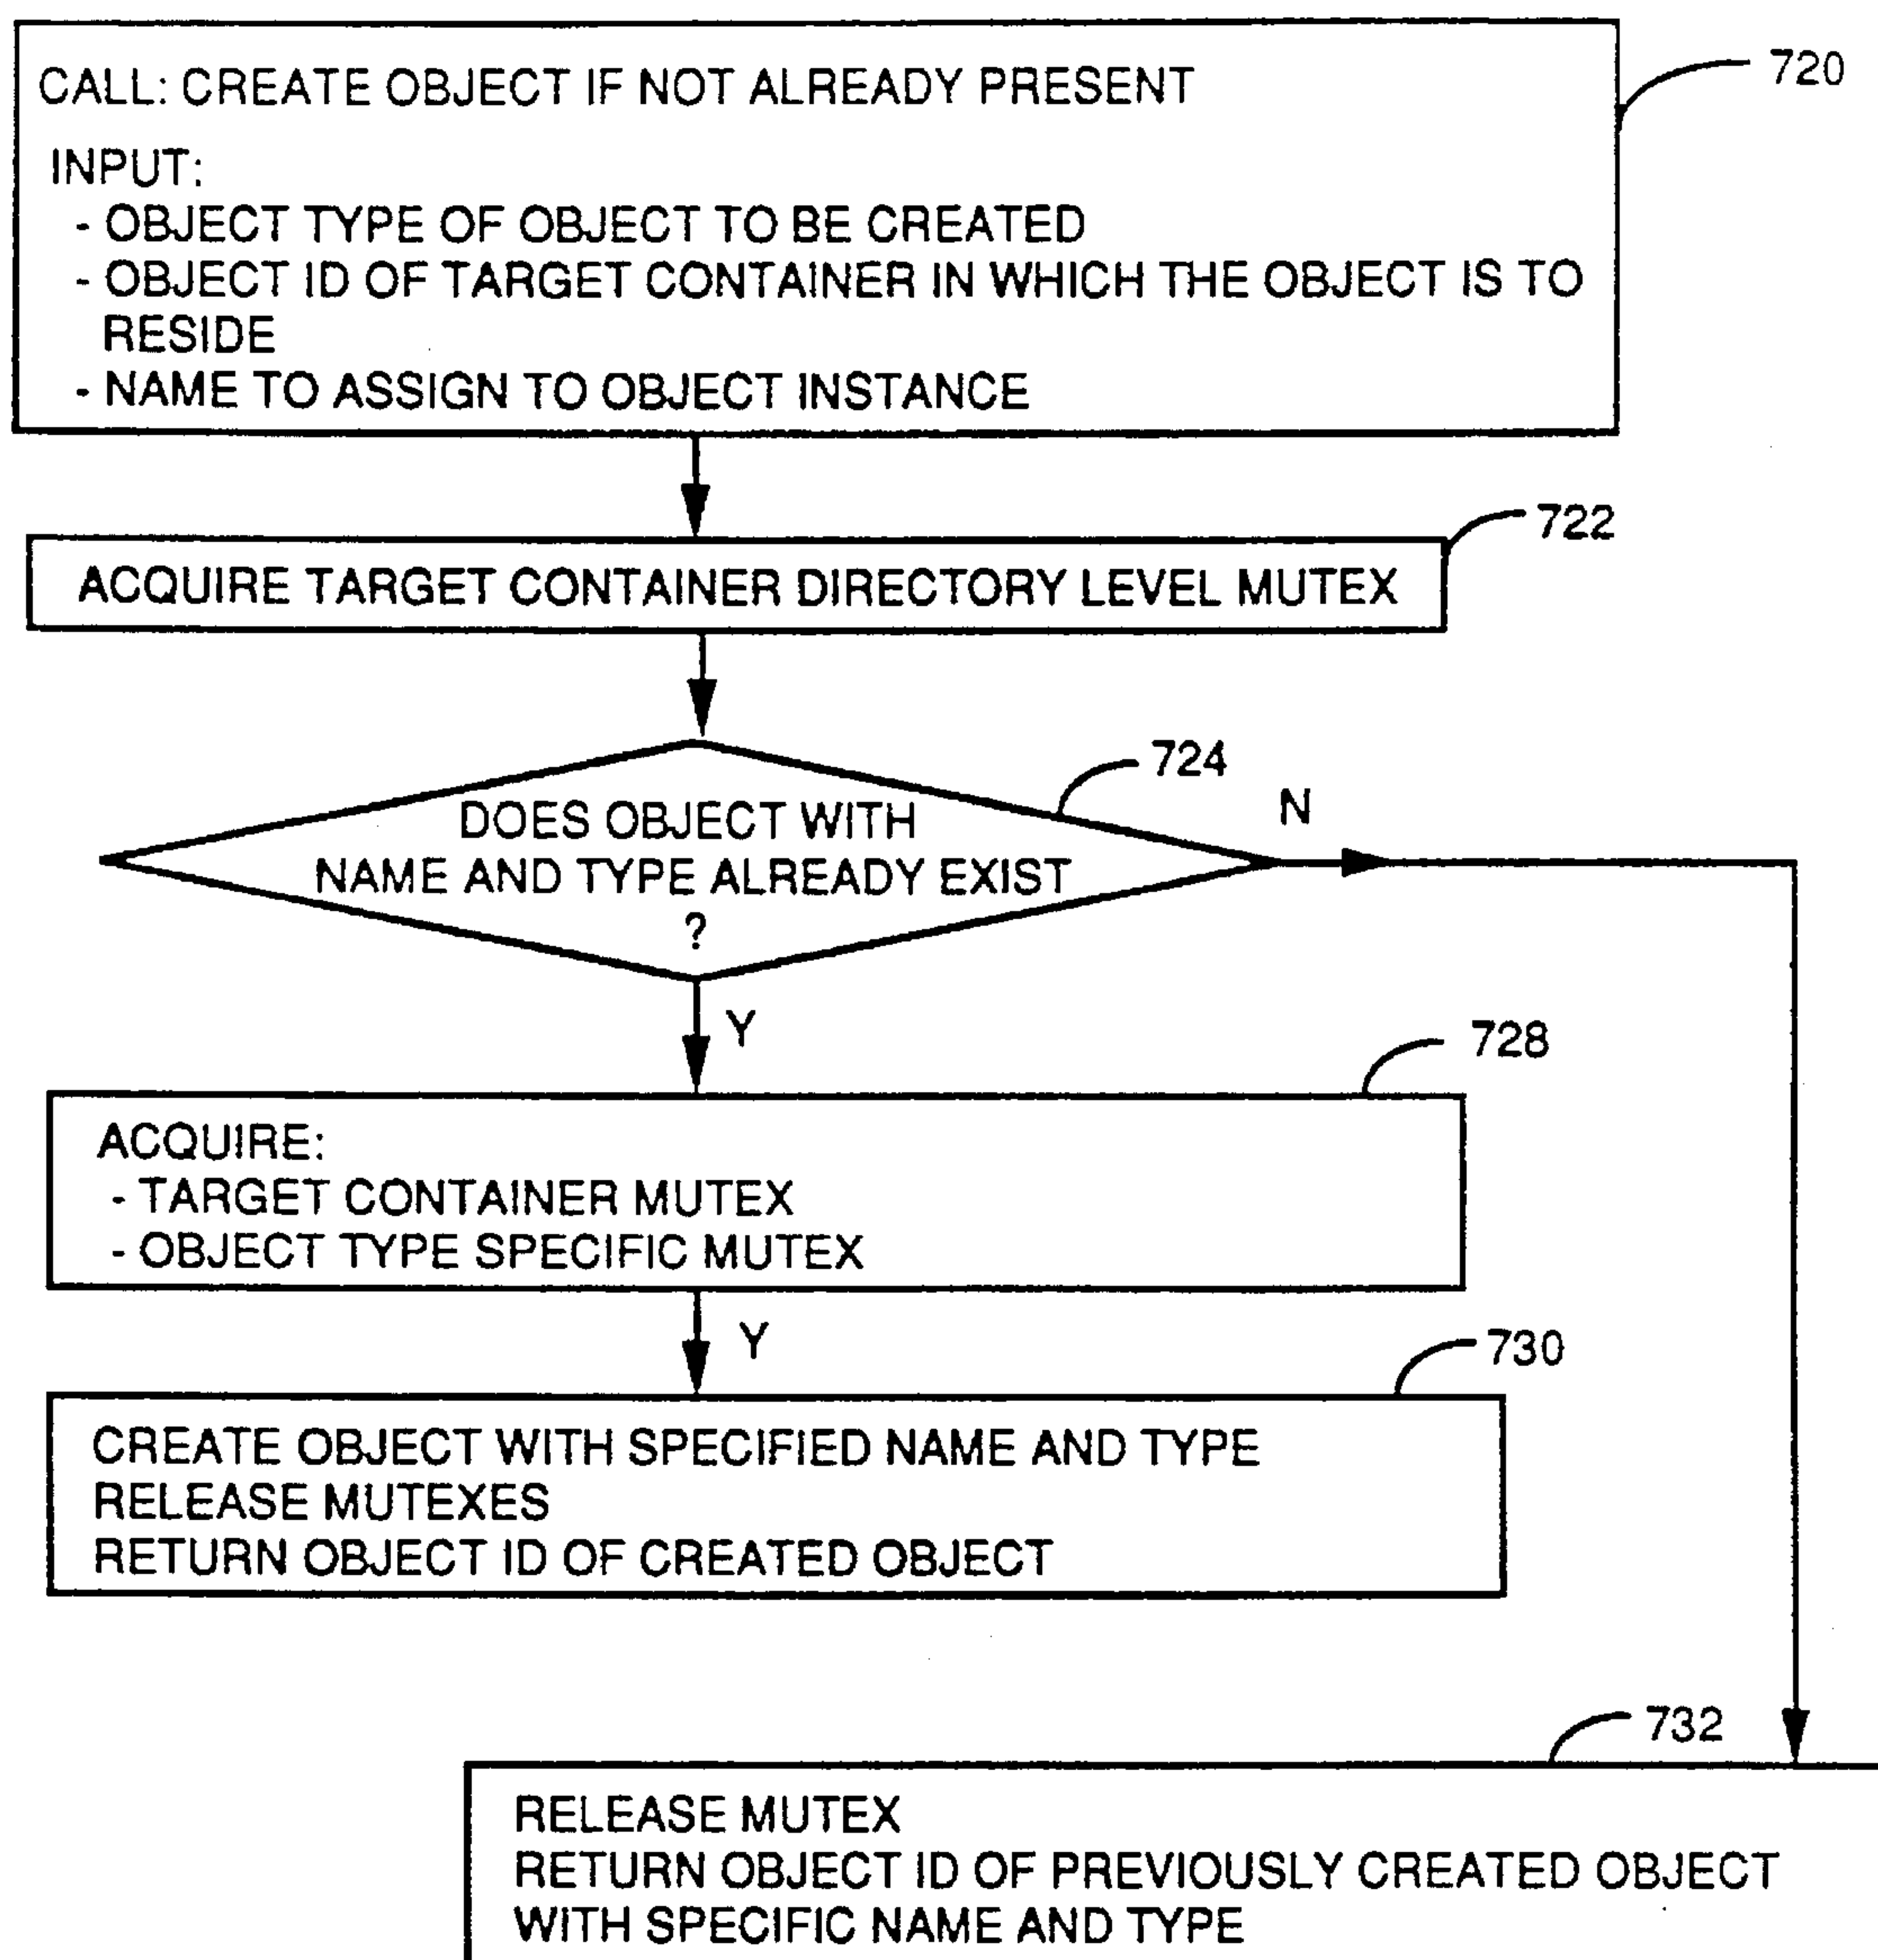 CALL: CREATE OBJECT IF NOT ALREADY PRESENT
720
INPUT:
- OBJECT TYPE OF OBJECT TO BE CREATED
- OBJECT ID OF TARGET CONTAINER IN WHICH THE OBJECT IS TO
RESIDE
- NAME TO ASSIGN TO OBJECT INSTANCE
722
ACQUIRE TARGET CONTAINER DIRECTORY LEVEL MUTEX
724
N
DOES OBJECT WITH
NAME AND TYPE ALREADY EXIST
?
Y
728
ACQUIRE:
- TARGET CONTAINER MUTEX
- OBJECT TYPE SPECIFIC MUTEX
Y
730
CREATE OBJECT WITH SPECIFIED NAME AND TYPE
RELEASE MUTEXES
RETURN OBJECT ID OF CREATED OBJECT
732
RELEASE MUTEX
RETURN OBJECT ID OF PREVIOUSLY CREATED OBJECT
WITH SPECIFIC NAME AND TYPE